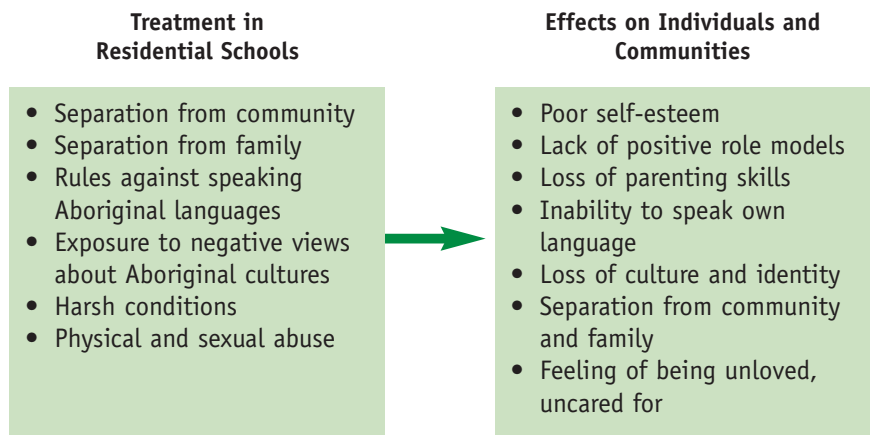 Treatment in
Residential Schools
• Separation from community
• Separation from family
• Rules against speaking
Aboriginal languages
• Exposure to negative views
about Aboriginal cultures
• Harsh conditions
• Physical and sexual abuse
Effects on Individuals and
Communities
• Poor self-esteem
• Lack of positive role models
• Loss of parenting skills
• Inability to speak own
language
• Loss of culture and identity
• Separation from community
and family
• Feeling of being unloved,
uncared for